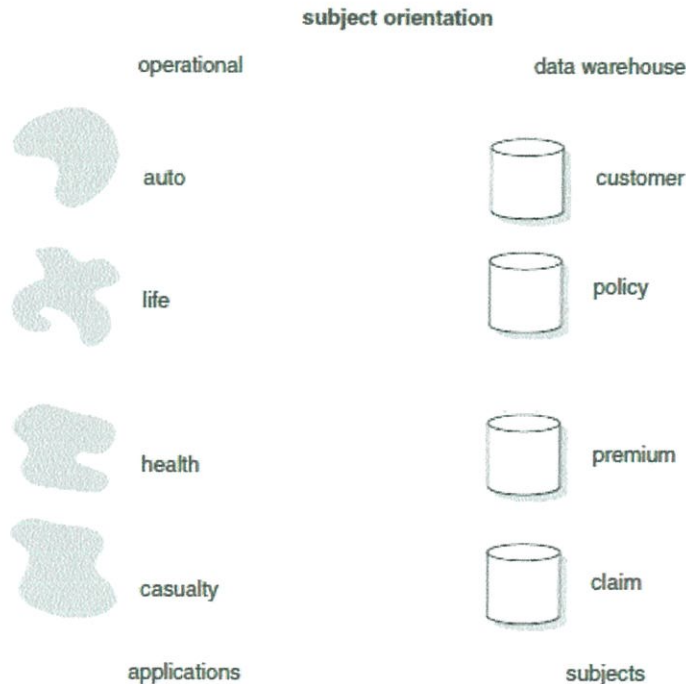 subject orientation
operational
data warehouse
auto
customer
life
policy
health
premium
casualty
claim
applications
subjects